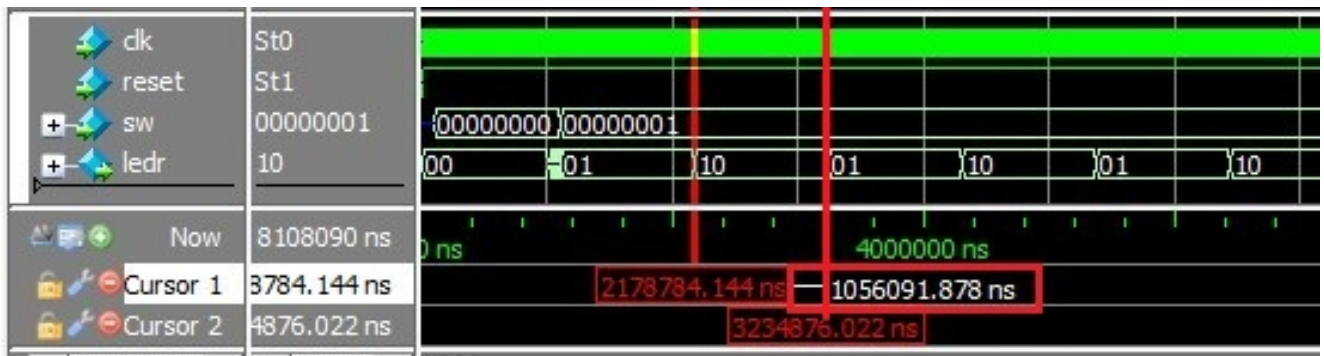 clk St0
reset St1
sw 00000001 00000000 00000001
ledr 10 00 01 10 01 10 01 10
Now 8108090 ns ns 4000000 ns
Cursor 1 3784.144 ns 2178784.144 ns 1056091.878 ns
Cursor 2 4876.022 ns 3234876.022 ns